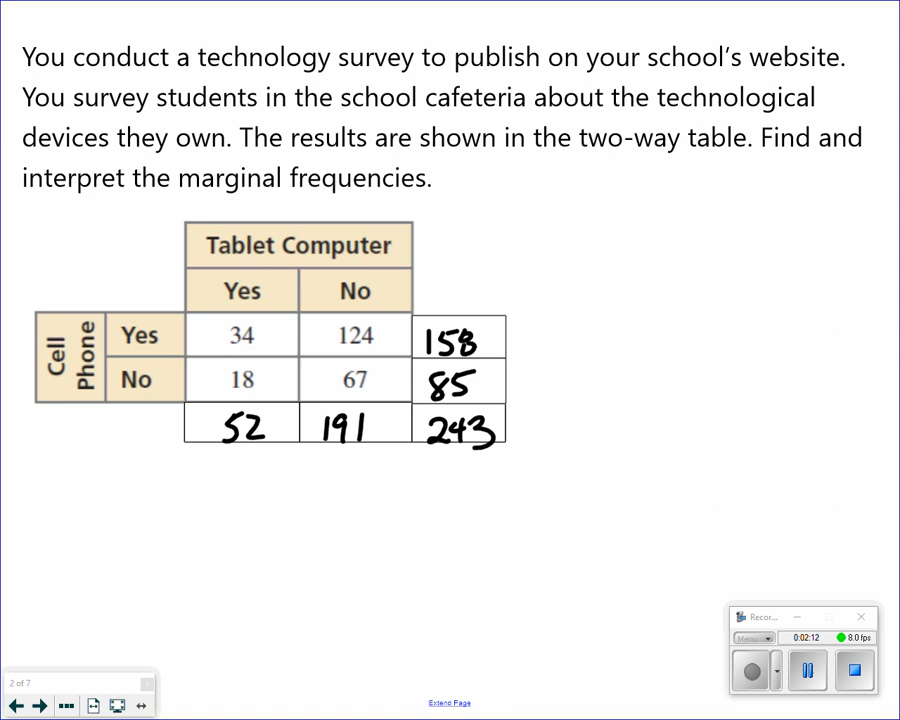 You conduct a technology survey to publish on your school’s website.
You survey students in the school cafeteria about the technological
devices they own. The results are shown in the two-way table. Find and
interpret the marginal frequencies.
Tablet Computer
Yes No
Cell Phone
Yes 34 124 158
No 18 67 85
52 191 243
Recor...
Menu 0:02:12 8.0 fps
2 of 7
Extend Page